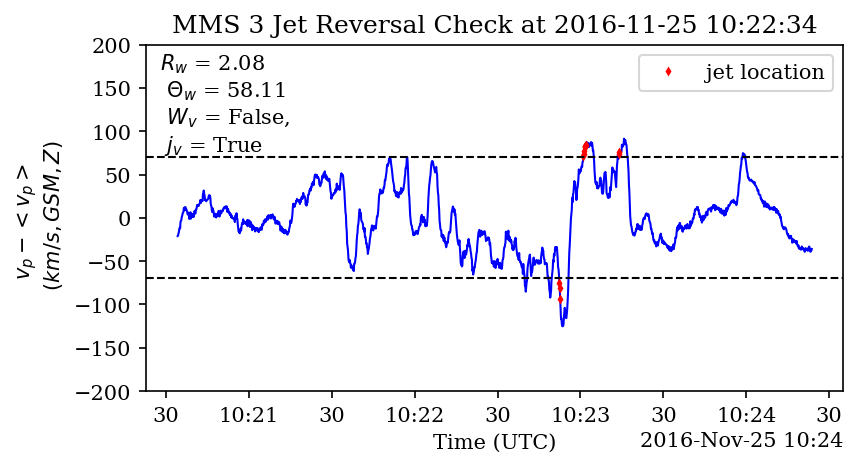 MMS 3 Jet Reversal Check at 2016-11-25 10:22:34
R_w = 2.08
Θ_w = 58.11
W_v = False,
j_v = True
jet location
v_p − < v_p >
(km/s, GSM, Z)
200
150
100
50
0
−50
−100
−150
−200
30 10:21 30 10:22 30 10:23 30 10:24 30
Time (UTC)
2016-Nov-25 10:24